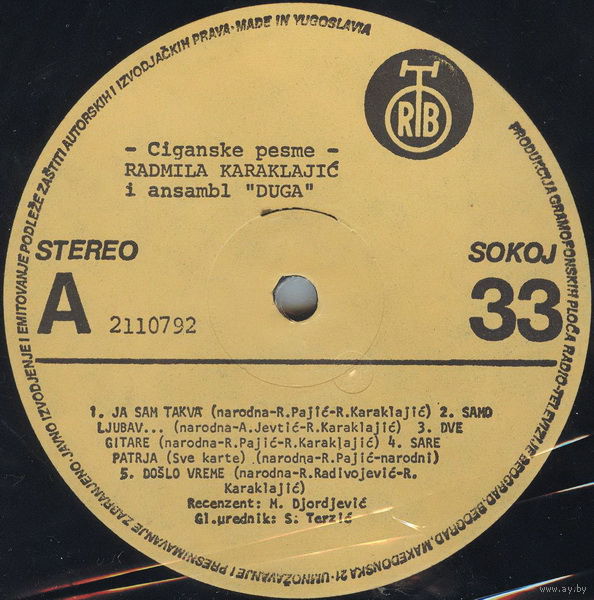 UMNOŽAVANJE I PRESNIMAVANJE ZABRANJENO. JAVNO IZVODJENJE I EMITOVANJE PODLEŽE ZAŠTITI AUTORSKIH I IZVODJAČKIH PRAVA · MADE IN YUGOSLAVIA
PRODUKCIJA GRAMOFONSKIH PLOČA RADIO-TELEVIZIJE BEOGRAD, BEOGRAD, MAKEDONSKA 21 ·
RTB
- Ciganske pesme -
RADMILA KARAKLAJIĆ
i ansambl "DUGA"
STEREO
SOKOJ
A
2110792
33
1. JA SAM TAKVA (narodna-R.Pajić-R.Karaklajić) 2. SAMO
LJUBAV... (narodna-A.Jevtić-R.Karaklajić) 3. DVE
GITARE (narodna-R.Pajić-R.Karaklajić) 4. SARE
PATRJA (Sve karte) (narodna-R.Pajić-narodni)
5. DOŠLO VREME (narodna-R.Radivojević-R.
Karaklajić)
Recenzent: M. Djordjević
Gl.urednik: S. Terzić
www.ay.by